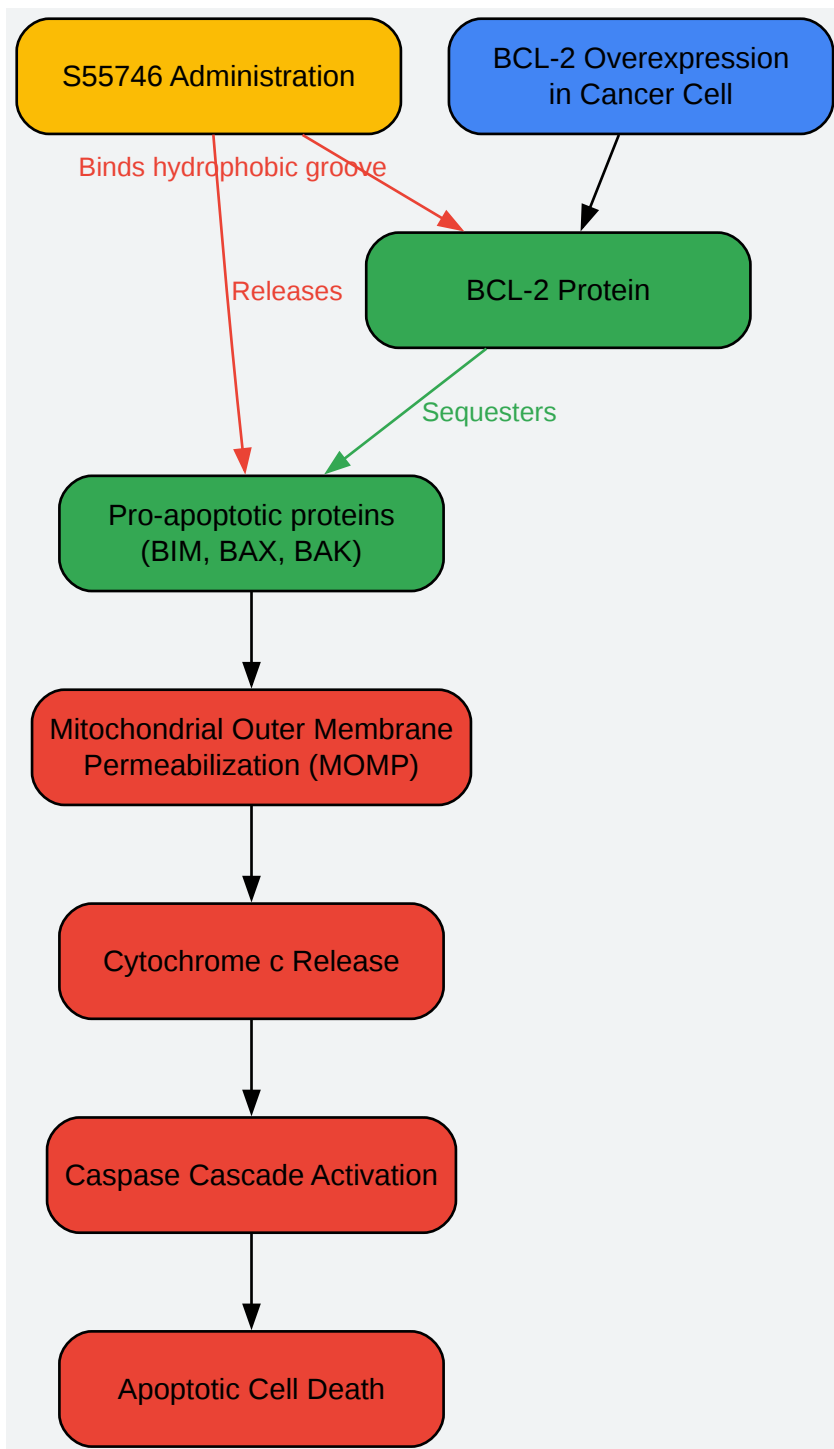 S55746 Administration
BCL-2 Overexpression
in Cancer Cell
Binds hydrophobic groove
BCL-2 Protein
Releases
Sequesters
Pro-apoptotic proteins
(BIM, BAX, BAK)
Mitochondrial Outer Membrane
Permeabilization (MOMP)
Cytochrome c Release
Caspase Cascade Activation
Apoptotic Cell Death